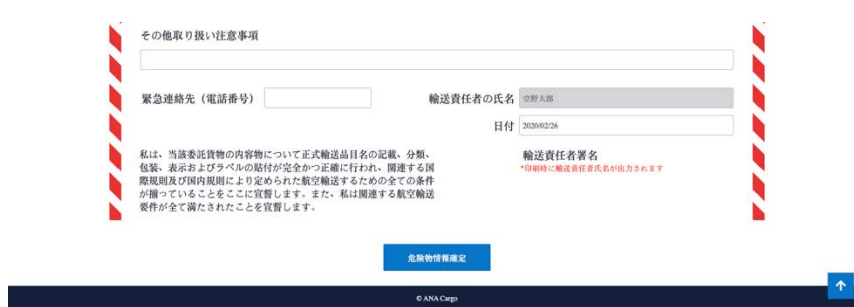 その他取り扱い注意事項
緊急連絡先（電話番号）
輸送責任者の氏名 空野太郎
日付 2020/02/26
私は、当該委託貨物の内容物について正式輸送品目名の記載、分類、
包装、表示およびラベルの貼付が完全かつ正確に行われ、関連する国
際規則及び国内規則により定められた航空輸送するための全ての条件
が揃っていることをここに宣誓します。また、私は関連する航空輸送
要件が全て満たされたことを宣誓します。
輸送責任者署名
*印刷時に輸送責任者氏名が出力されます
危険物情報確定
© ANA Cargo